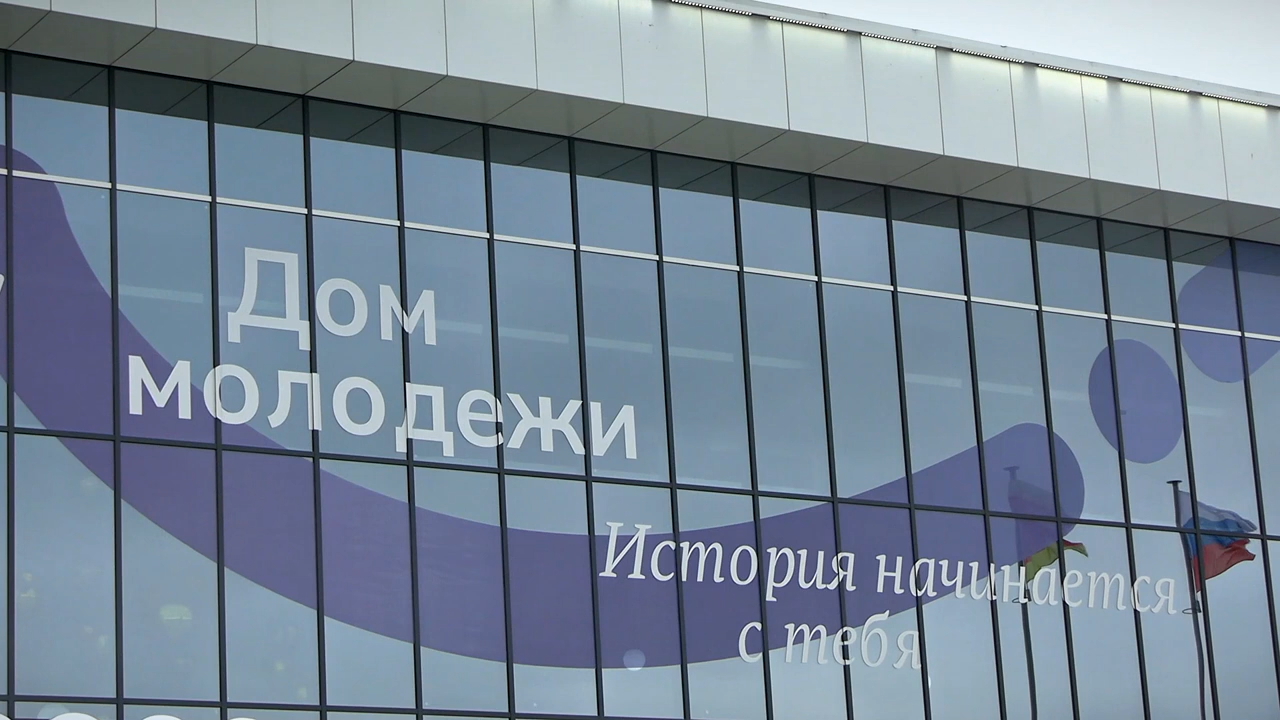 Дом
молодежи
История начинается
с тебя